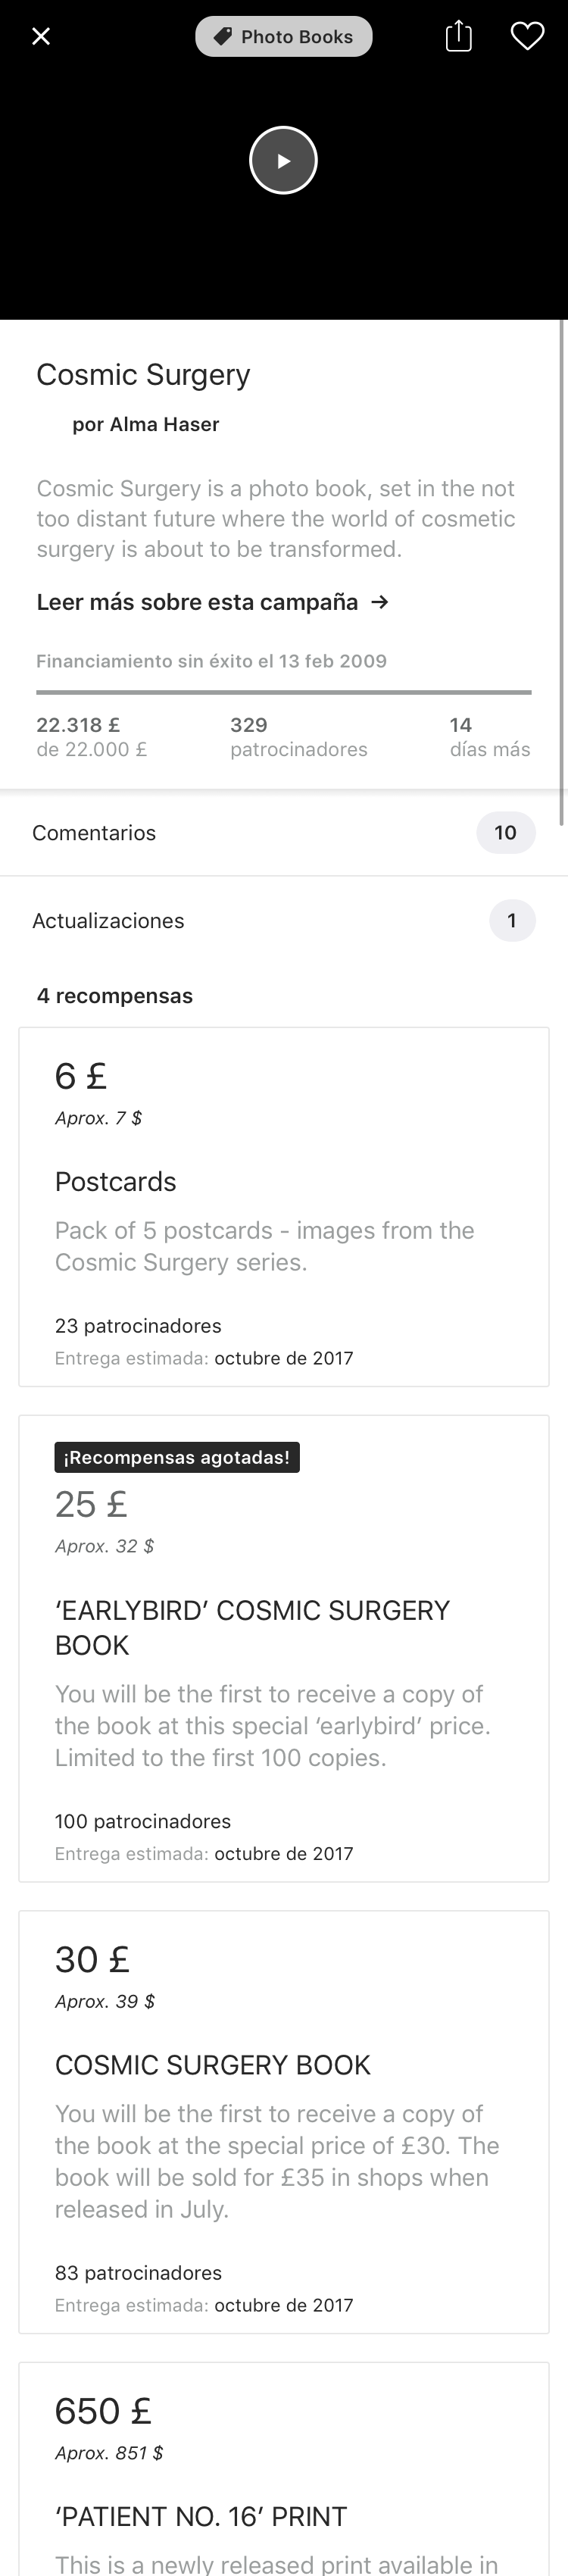 Photo Books
Cosmic Surgery
por Alma Haser
Cosmic Surgery is a photo book, set in the not
too distant future where the world of cosmetic
surgery is about to be transformed.
Leer más sobre esta campaña →
Financiamiento sin éxito el 13 feb 2009
22.318 £
de 22.000 £
329
patrocinadores
14
días más
Comentarios
10
Actualizaciones
1
4 recompensas
6 £
Aprox. 7 $
Postcards
Pack of 5 postcards - images from the
Cosmic Surgery series.
23 patrocinadores
Entrega estimada: octubre de 2017
¡Recompensas agotadas!
25 £
Aprox. 32 $
‘EARLYBIRD’ COSMIC SURGERY
BOOK
You will be the first to receive a copy of
the book at this special ‘earlybird’ price.
Limited to the first 100 copies.
100 patrocinadores
Entrega estimada: octubre de 2017
30 £
Aprox. 39 $
COSMIC SURGERY BOOK
You will be the first to receive a copy of
the book at the special price of £30. The
book will be sold for £35 in shops when
released in July.
83 patrocinadores
Entrega estimada: octubre de 2017
650 £
Aprox. 851 $
‘PATIENT NO. 16’ PRINT
This is a newly released print available in